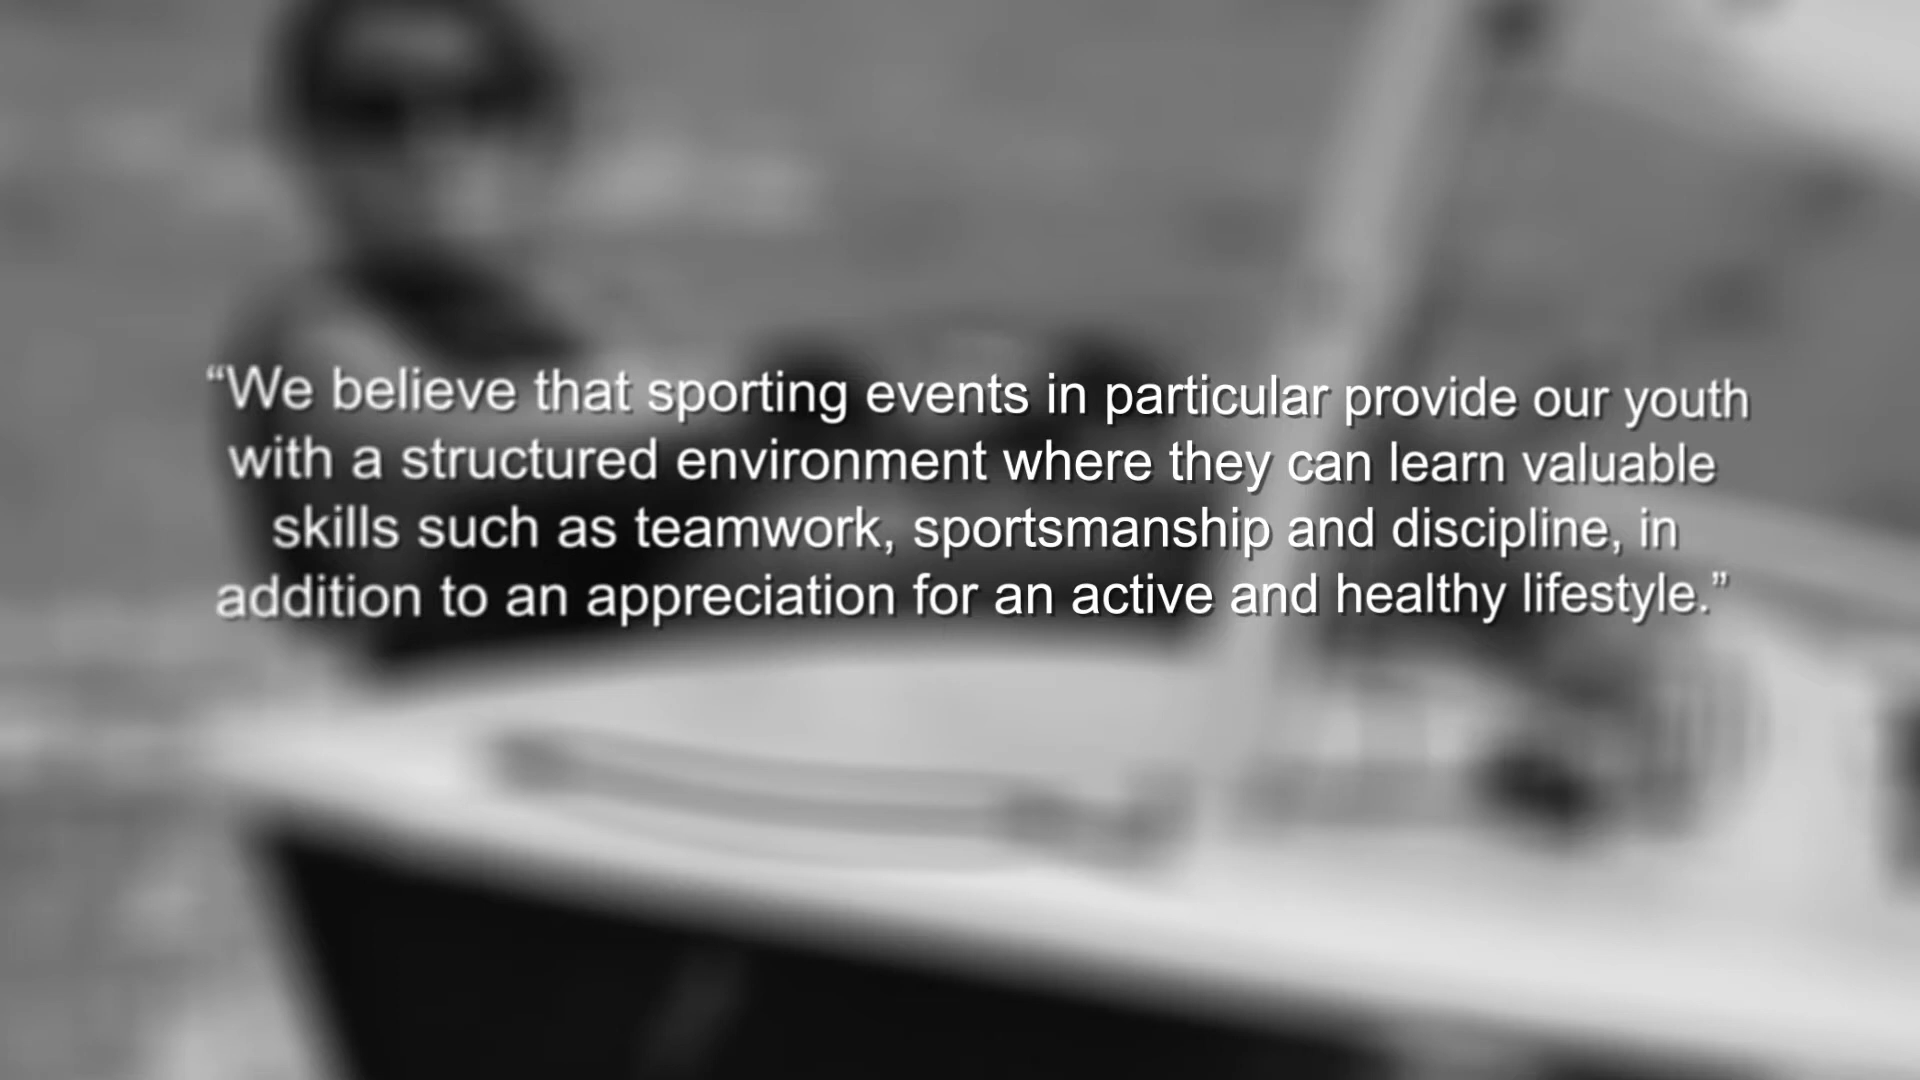 “We believe that sporting events in particular provide our youth
with a structured environment where they can learn valuable
skills such as teamwork, sportsmanship and discipline, in
addition to an appreciation for an active and healthy lifestyle.”